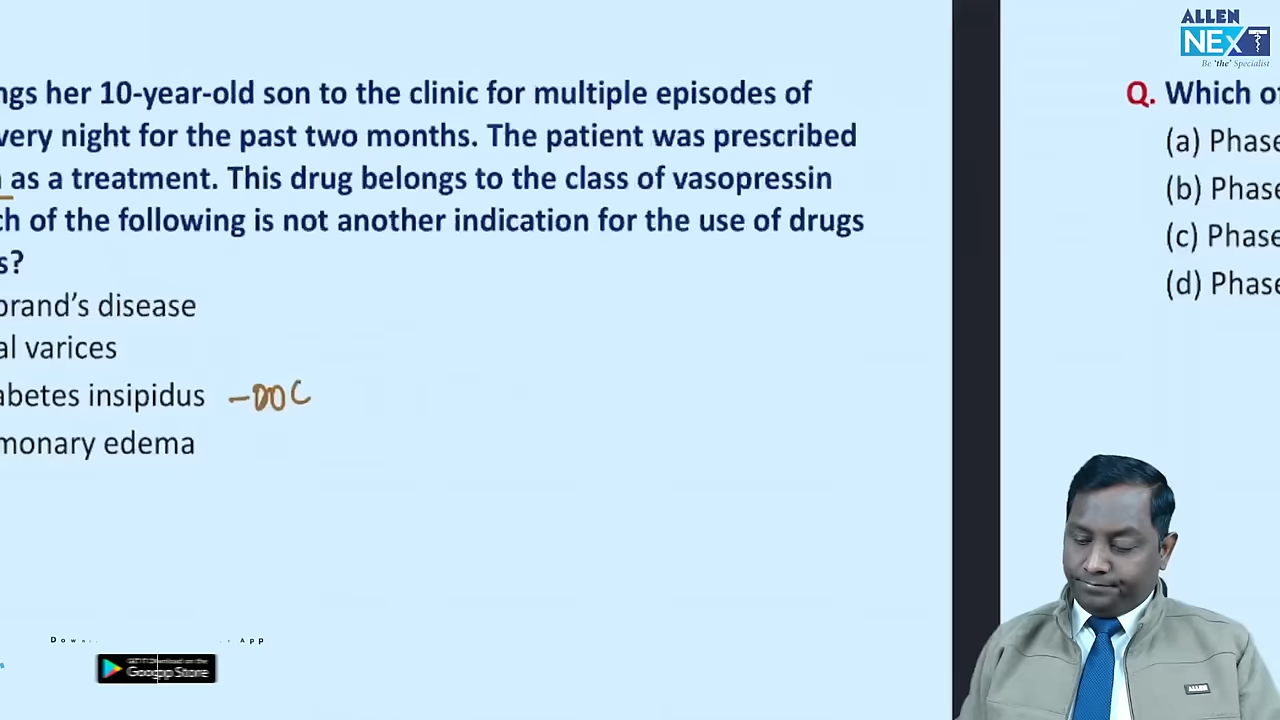 ALLEN
NEXT
Be 'the' Specialist
ngs her 10-year-old son to the clinic for multiple episodes of
very night for the past two months. The patient was prescribed
as a treatment. This drug belongs to the class of vasopressin
ch of the following is not another indication for the use of drugs
s?
brand's disease
al varices
abetes insipidus - DOC
monary edema
Q. Which of
(a) Phase
(b) Phase
(c) Phase
(d) Phase
App
ALLEN